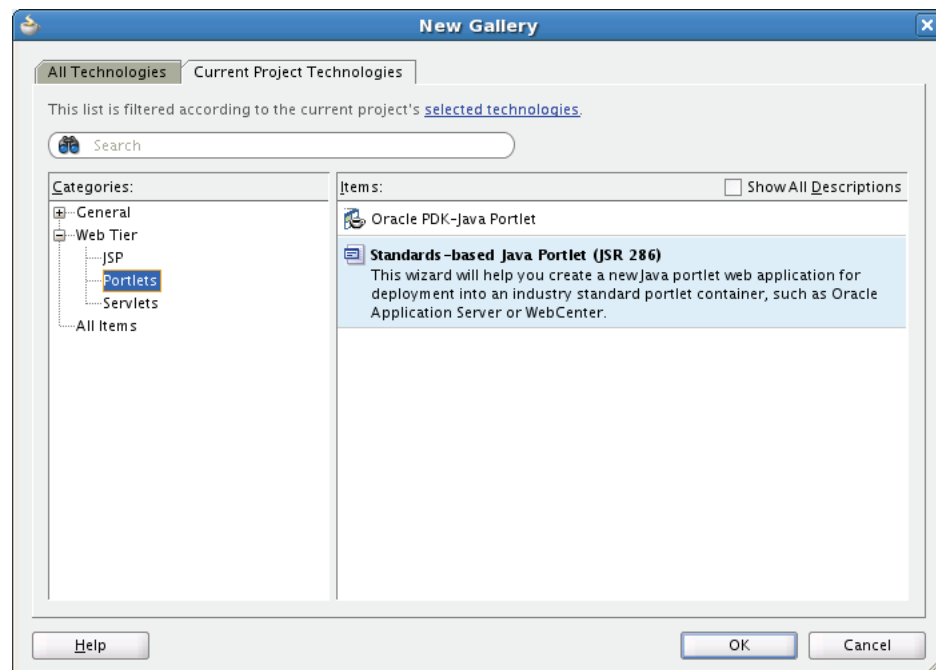 New Gallery
All Technologies
Current Project Technologies
This list is filtered according to the current project's selected technologies.
Search
Categories:
General
Web Tier
JSP
Portlets
Servlets
All Items
Items:
Show All Descriptions
Oracle PDK-Java Portlet
Standards-based Java Portlet (JSR 286)
This wizard will help you create a new Java portlet web application for
deployment into an industry standard portlet container, such as Oracle
Application Server or WebCenter.
Help
OK
Cancel